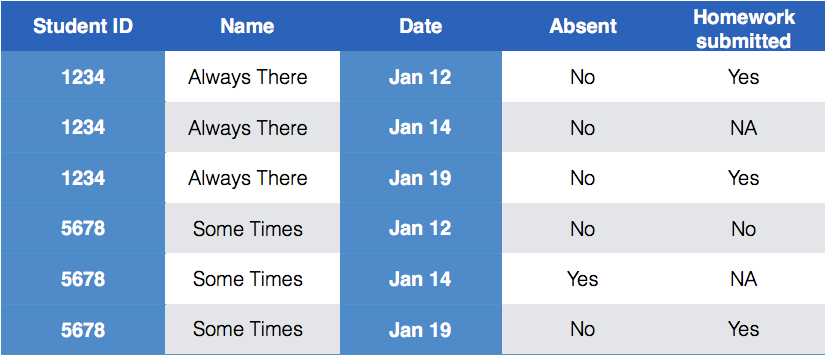 Student ID Name Date Absent Homework submitted
1234 Always There Jan 12 No Yes
1234 Always There Jan 14 No NA
1234 Always There Jan 19 No Yes
5678 Some Times Jan 12 No No
5678 Some Times Jan 14 Yes NA
5678 Some Times Jan 19 No Yes